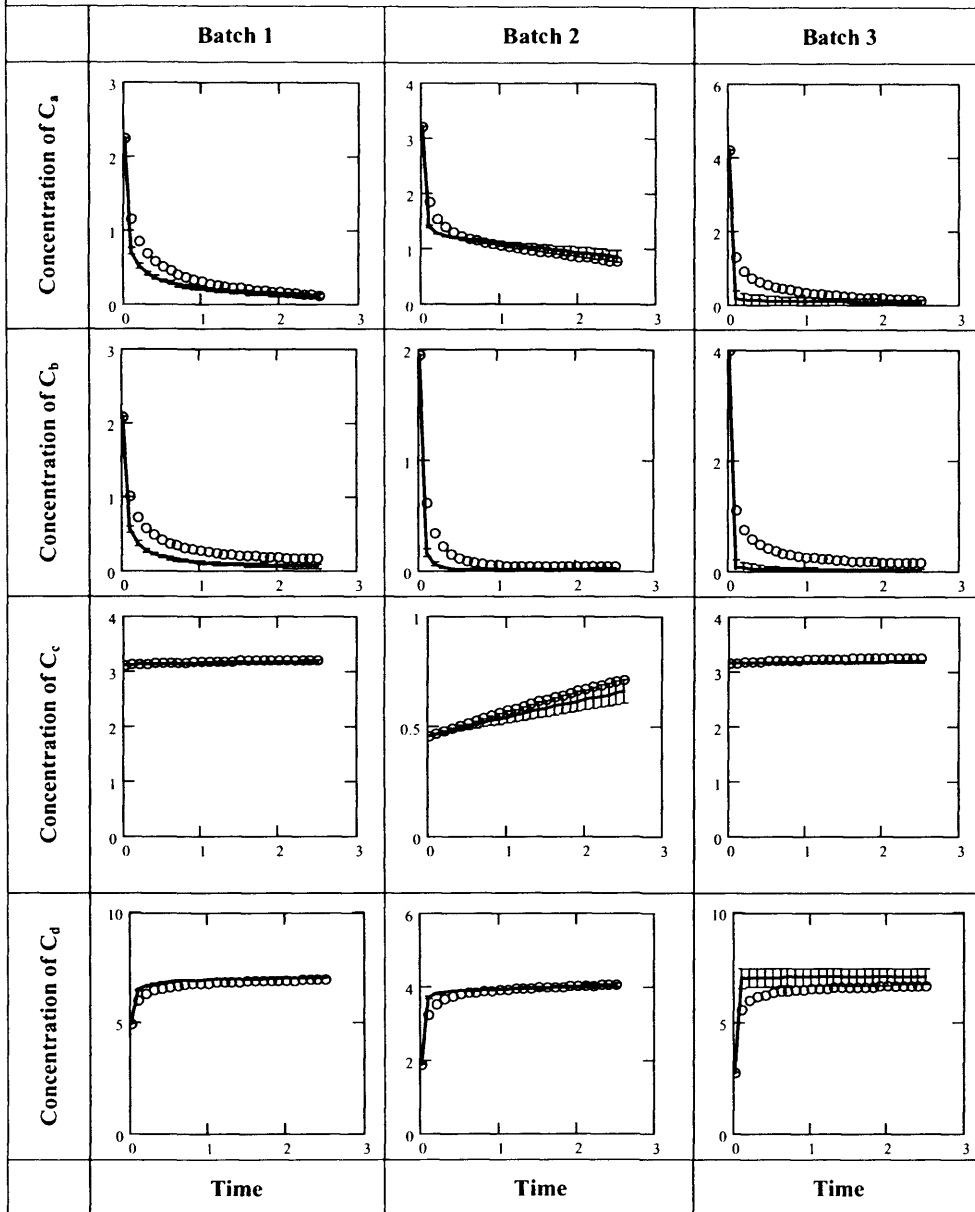 Batch 1 Batch 2 Batch 3
Concentration of Cₐ
3 2 1 0 0 1 2 3
4 3 2 1 0 0 1 2 3
6 4 2 0 0 1 2 3
Concentration of C_b
3 2 1 0 0 1 2 3
2 1 0 0 1 2 3
4 2 0 0 1 2 3
Concentration of C_c
4 3 2 1 0 0 1 2 3
1 0.5 0 0 1 2 3
4 3 2 1 0 0 1 2 3
Concentration of C_d
10 5 0 0 1 2 3
6 4 2 0 0 1 2 3
10 5 0 0 1 2 3
Time Time Time